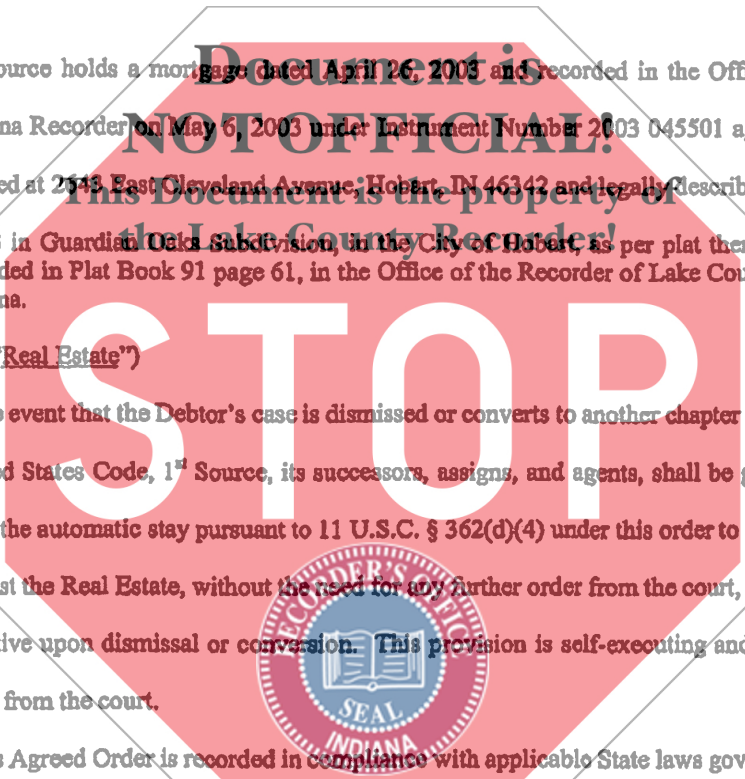 Document is
ource holds a mortgage dated April 26, 2003 and recorded in the Offi
NOT OFFICIAL!
na Recorder on May 6, 2003 under Instrument Number 2003 045501 a
This Document is the property of
ed at East Cleveland Avenue, Hobart, IN 46342 and legally describ
the Lake County Recorder!
in Guardian Oaks Subdivision, in the City of Hobart, as per plat ther
ded in Plat Book 91 page 61, in the Office of the Recorder of Lake Cou
na.
Real Estate”)
STOP
event that the Debtor’s case is dismissed or converts to another chapter
d States Code, 1st Source, its successors, assigns, and agents, shall be g
the automatic stay pursuant to 11 U.S.C. § 362(d)(4) under this order to
st the Real Estate, without the need for any further order from the court,
tive upon dismissal or conversion. This provision is self-executing and
from the court.
s Agreed Order is recorded in compliance with applicable State laws gov
RECORDER'S OFFIC
SEAL
INDIANA